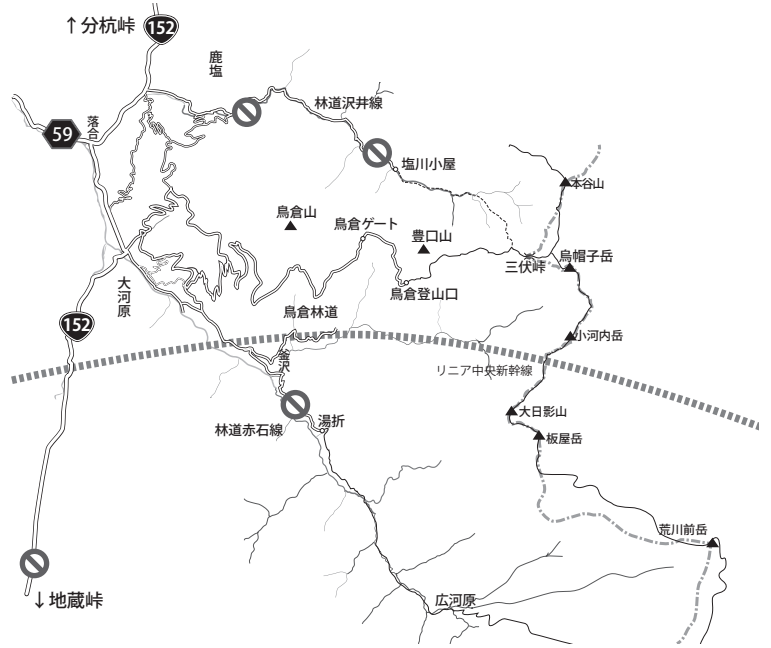 ↑分杭峠
152
鹿塩
林道沢井線
59
落合
塩川小屋
本谷山
鳥倉山
鳥倉ゲート
豊口山
三伏峠
烏帽子岳
大河原
鳥倉登山口
鳥倉林道
152
小河内岳
釜沢
リニア中央新幹線
大日影山
林道赤石線
湯折
板屋岳
荒川前岳
↓地蔵峠
広河原